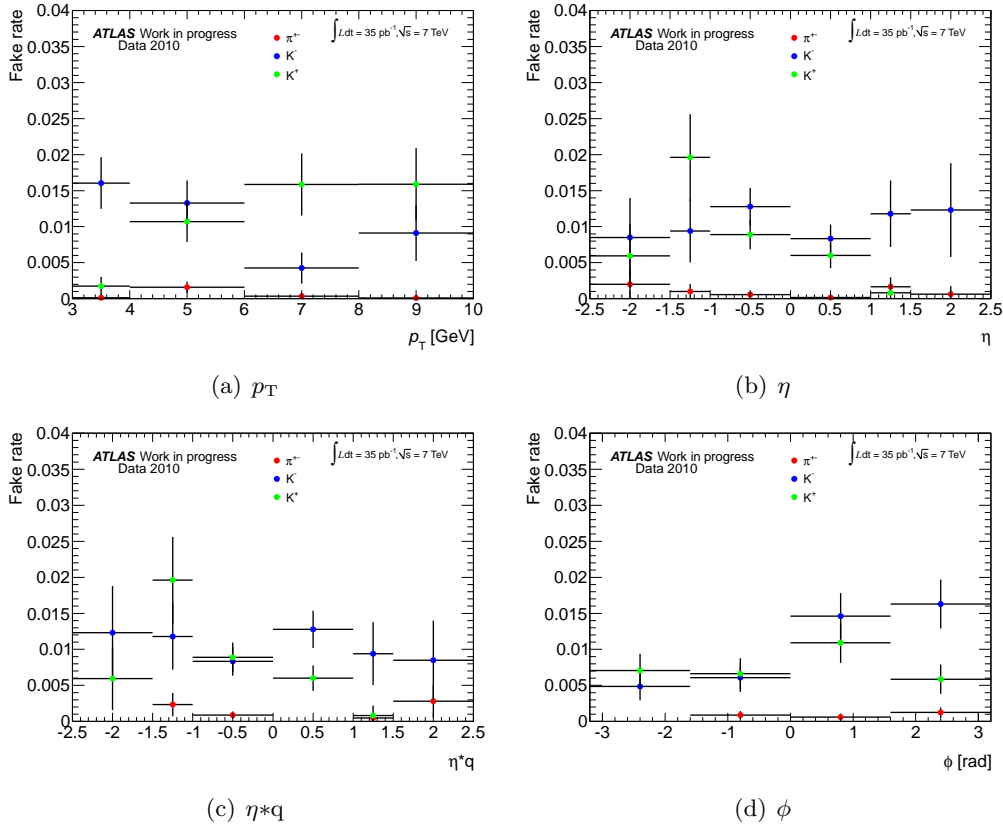 Fake rate
0.04
0.035
0.03
0.025
0.02
0.015
0.01
0.005
0
ATLAS Work in progress
Data 2010
∫Ldt = 35 pb⁻¹,√s = 7 TeV
π⁺⁻
K⁻
K⁺
3 4 5 6 7 8 9 10
p_T [GeV]
(a) p_T
Fake rate
0.04
0.035
0.03
0.025
0.02
0.015
0.01
0.005
0
ATLAS Work in progress
Data 2010
∫Ldt = 35 pb⁻¹,√s = 7 TeV
π⁺⁻
K⁻
K⁺
-2.5 -2 -1.5 -1 -0.5 0 0.5 1 1.5 2 2.5
η
(b) η
Fake rate
0.04
0.035
0.03
0.025
0.02
0.015
0.01
0.005
0
ATLAS Work in progress
Data 2010
∫Ldt = 35 pb⁻¹,√s = 7 TeV
π⁺⁻
K⁻
K⁺
-2.5 -2 -1.5 -1 -0.5 0 0.5 1 1.5 2 2.5
η*q
(c) η*q
Fake rate
0.04
0.035
0.03
0.025
0.02
0.015
0.01
0.005
0
ATLAS Work in progress
Data 2010
∫Ldt = 35 pb⁻¹,√s = 7 TeV
π⁺⁻
K⁻
K⁺
-3 -2 -1 0 1 2 3
ϕ [rad]
(d) ϕ